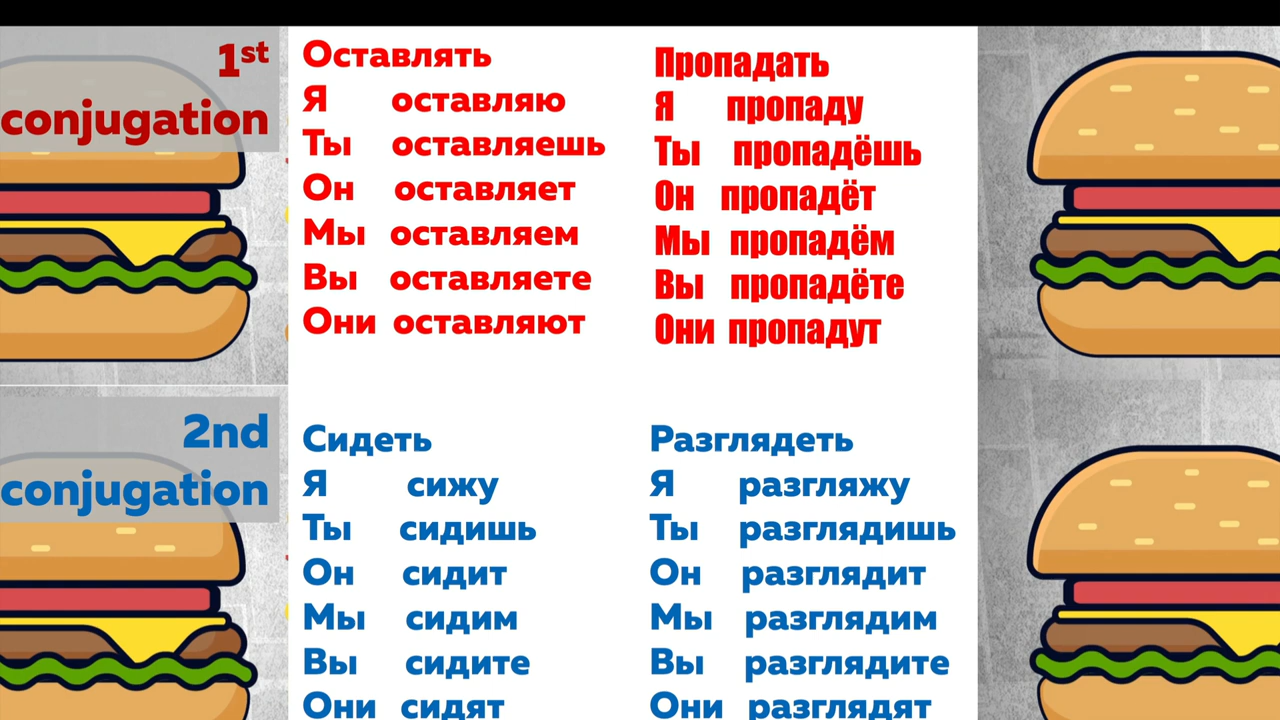 1st
conjugation
Оставлять
Я оставляю
Ты оставляешь
Он оставляет
Мы оставляем
Вы оставляете
Они оставляют
Пропадать
Я пропаду
Ты пропадёшь
Он пропадёт
Мы пропадём
Вы пропадёте
Они пропадут
2nd
conjugation
Сидеть
Я сижу
Ты сидишь
Он сидит
Мы сидим
Вы сидите
Они сидят
Разглядеть
Я разгляжу
Ты разглядишь
Он разглядит
Мы разглядим
Вы разглядите
Они разглядят